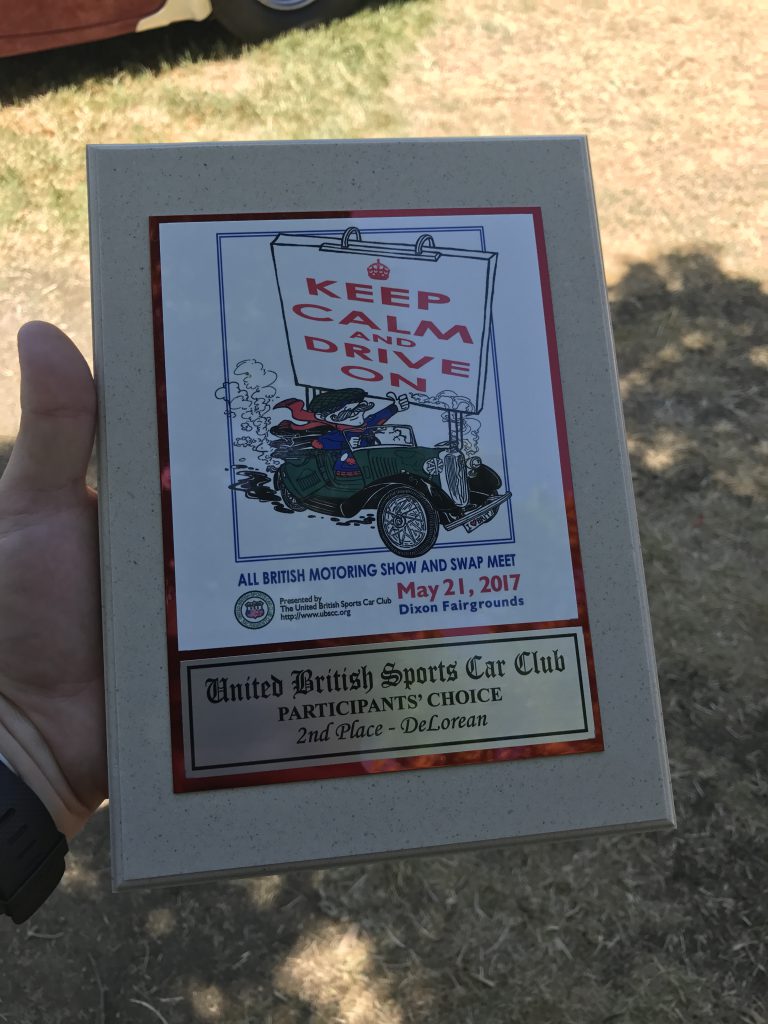 KEEP
CALM
AND
DRIVE
ON
ALL BRITISH MOTORING SHOW AND SWAP MEET
Presented by
The United British Sports Car Club
http://www.ubscc.org
May 21, 2017
Dixon Fairgrounds
United British Sports Car Club
PARTICIPANTS' CHOICE
2nd Place - DeLorean